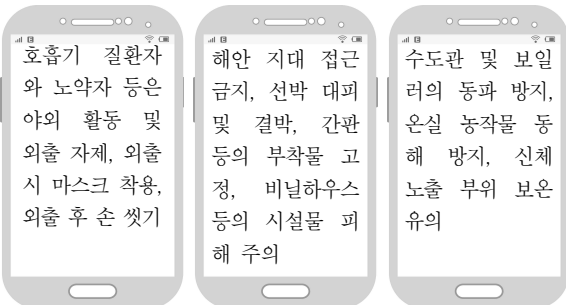 호흡기 질환자
와 노약자 등은
야외 활동 및
외출 자제, 외출
시 마스크 착용,
외출 후 손 씻기
해안 지대 접근
금지, 선박 대피
및 결박, 간판
등의 부착물 고
정, 비닐하우스
등의 시설물 피
해 주의
수도관 및 보일
러의 동파 방지,
온실 농작물 동
해 방지, 신체
노출 부위 보온
유의